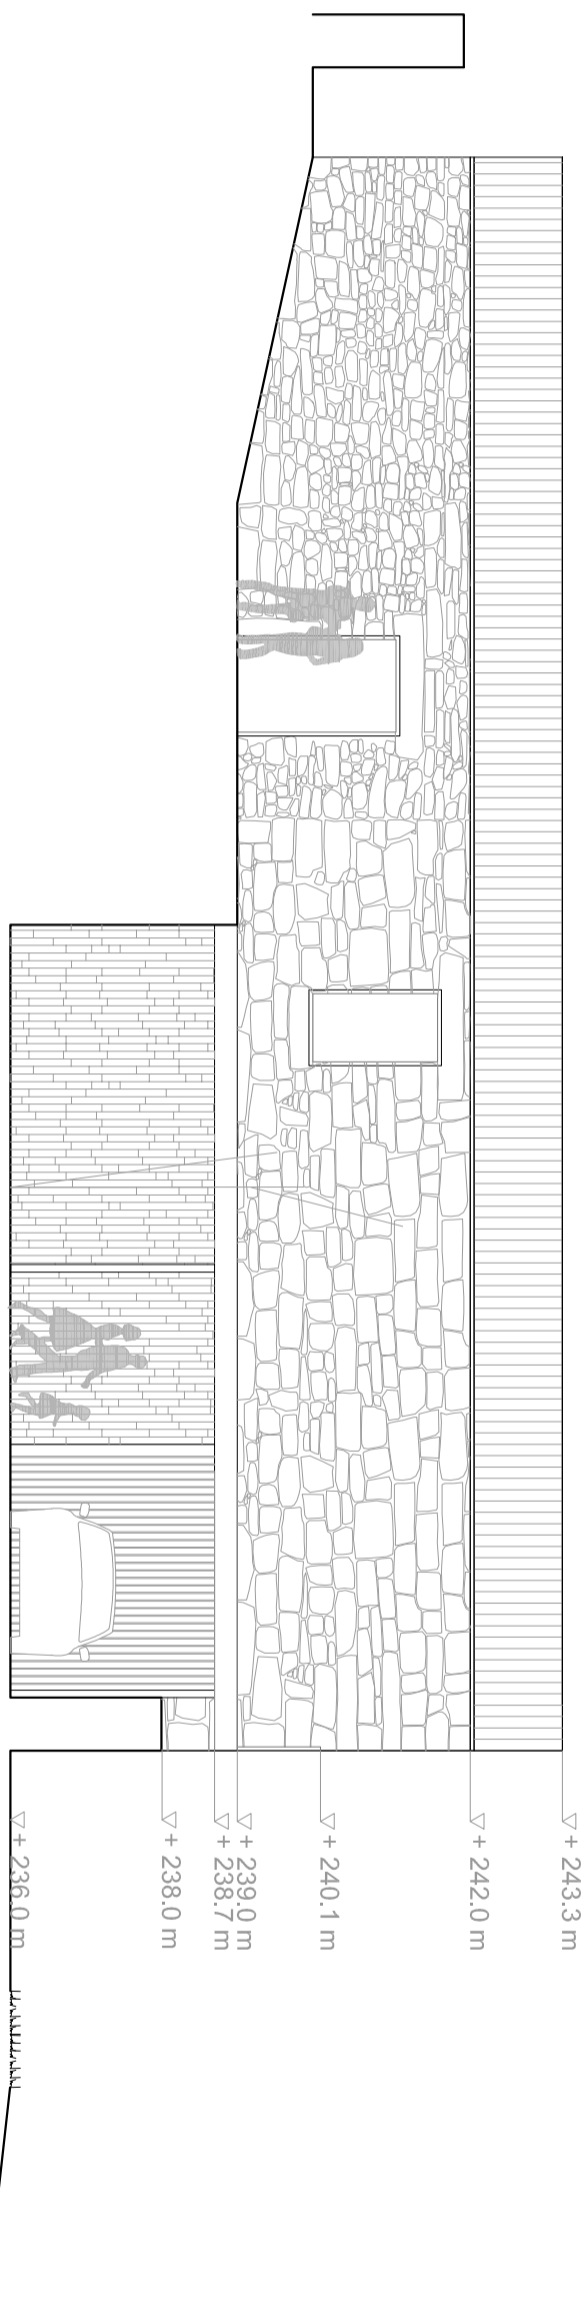 + 243.3 m
+ 242.0 m
+ 240.1 m
+ 239.0 m
+ 238.7 m
+ 238.0 m
+ 236.0 m